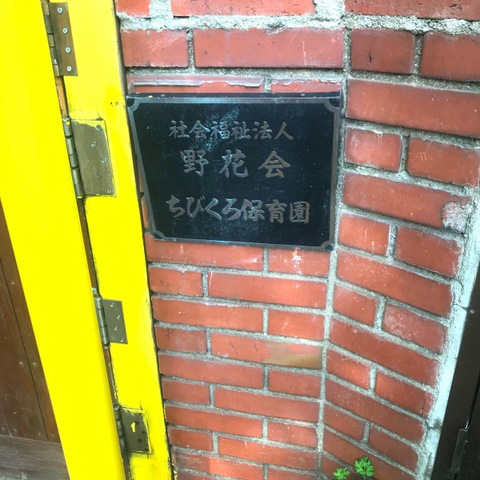 社会福祉法人
野花会
ちびくろ保育園